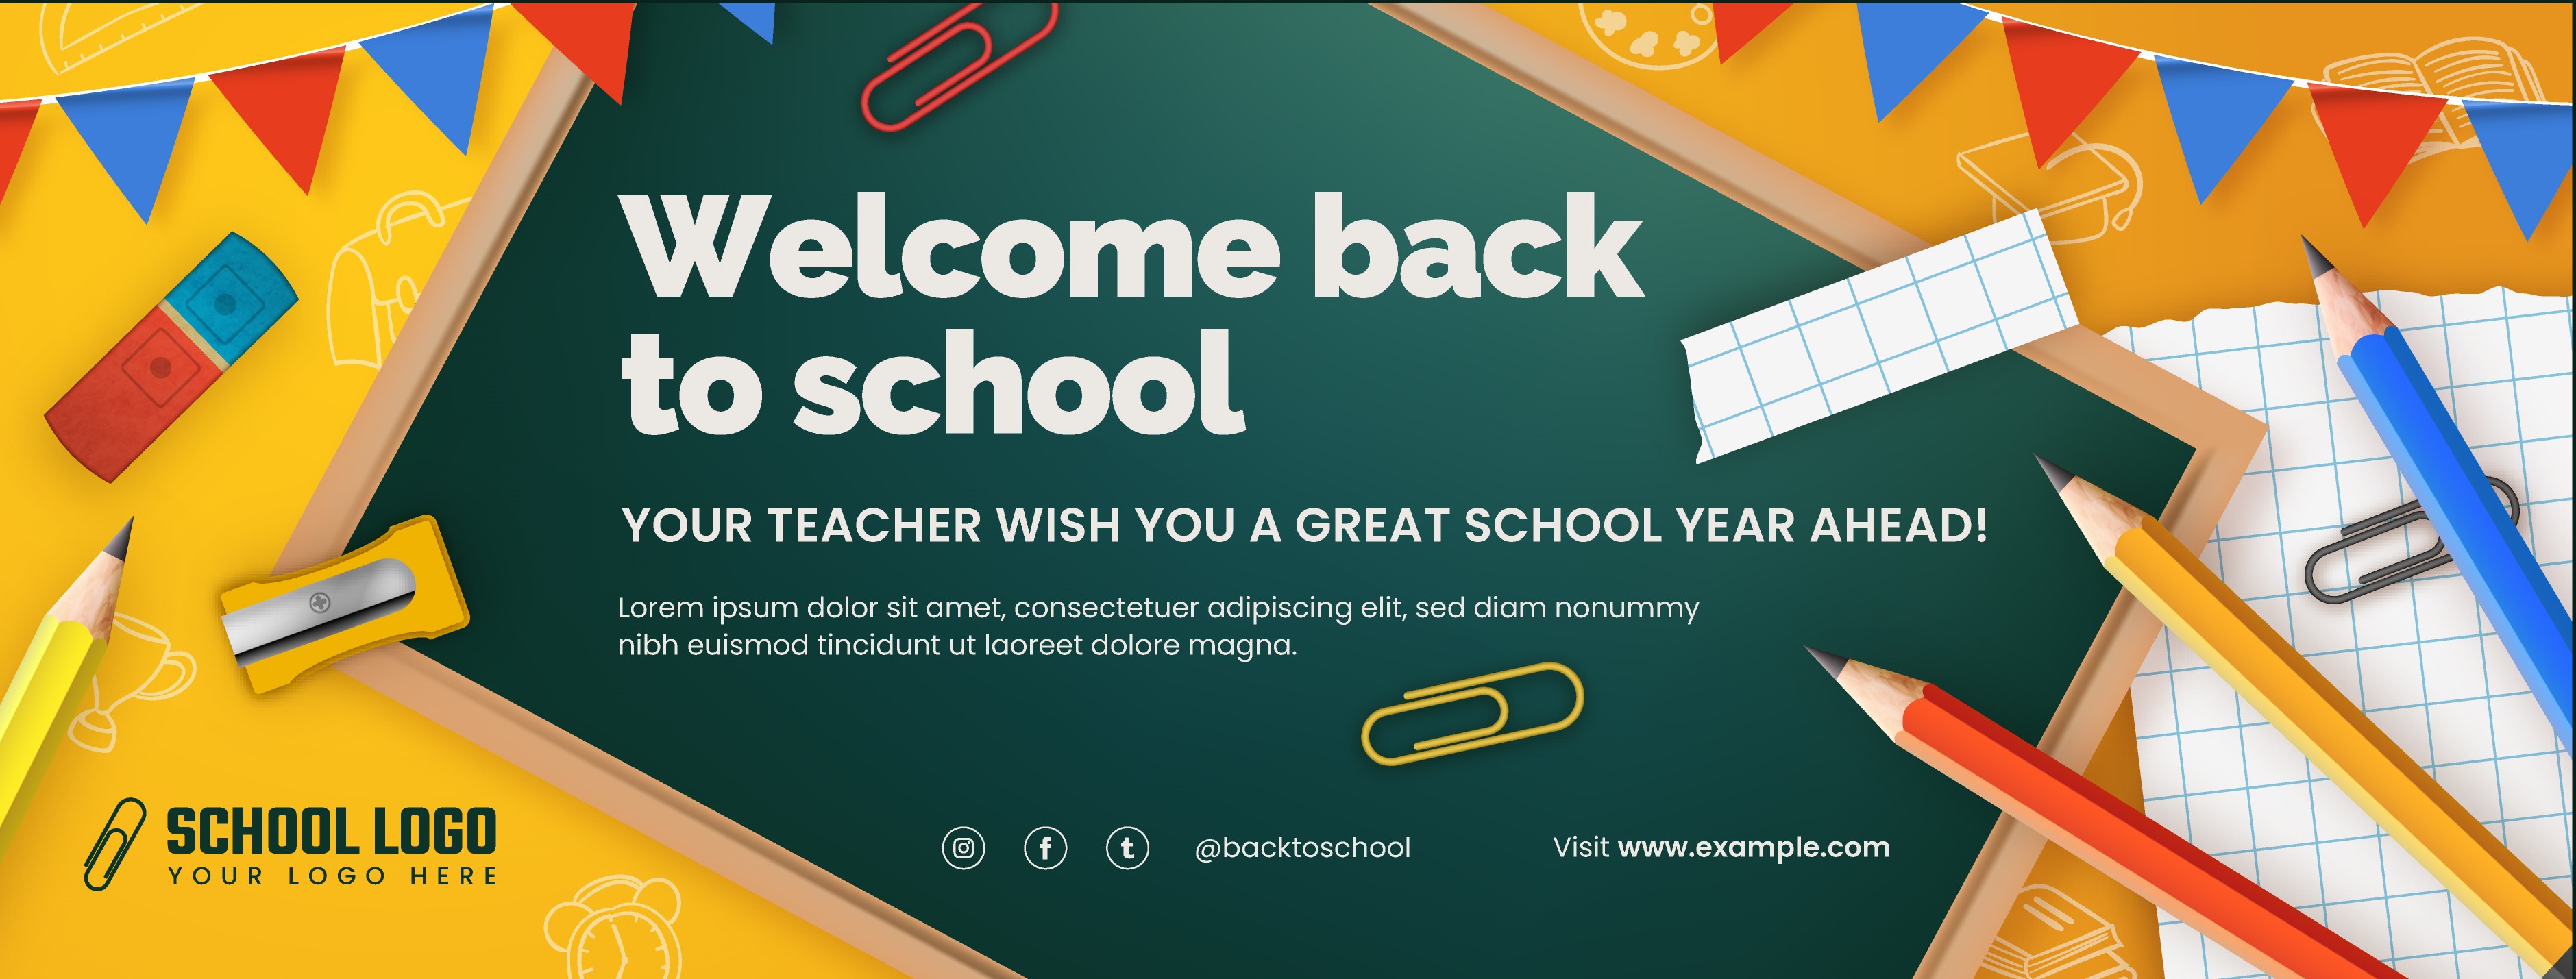 Welcome back
to school
YOUR TEACHER WISH YOU A GREAT SCHOOL YEAR AHEAD!
Lorem ipsum dolor sit amet, consectetuer adipiscing elit, sed diam nonummy
nibh euismod tincidunt ut laoreet dolore magna.
SCHOOL LOGO
YOUR LOGO HERE
@backtoschool
Visit www.example.com